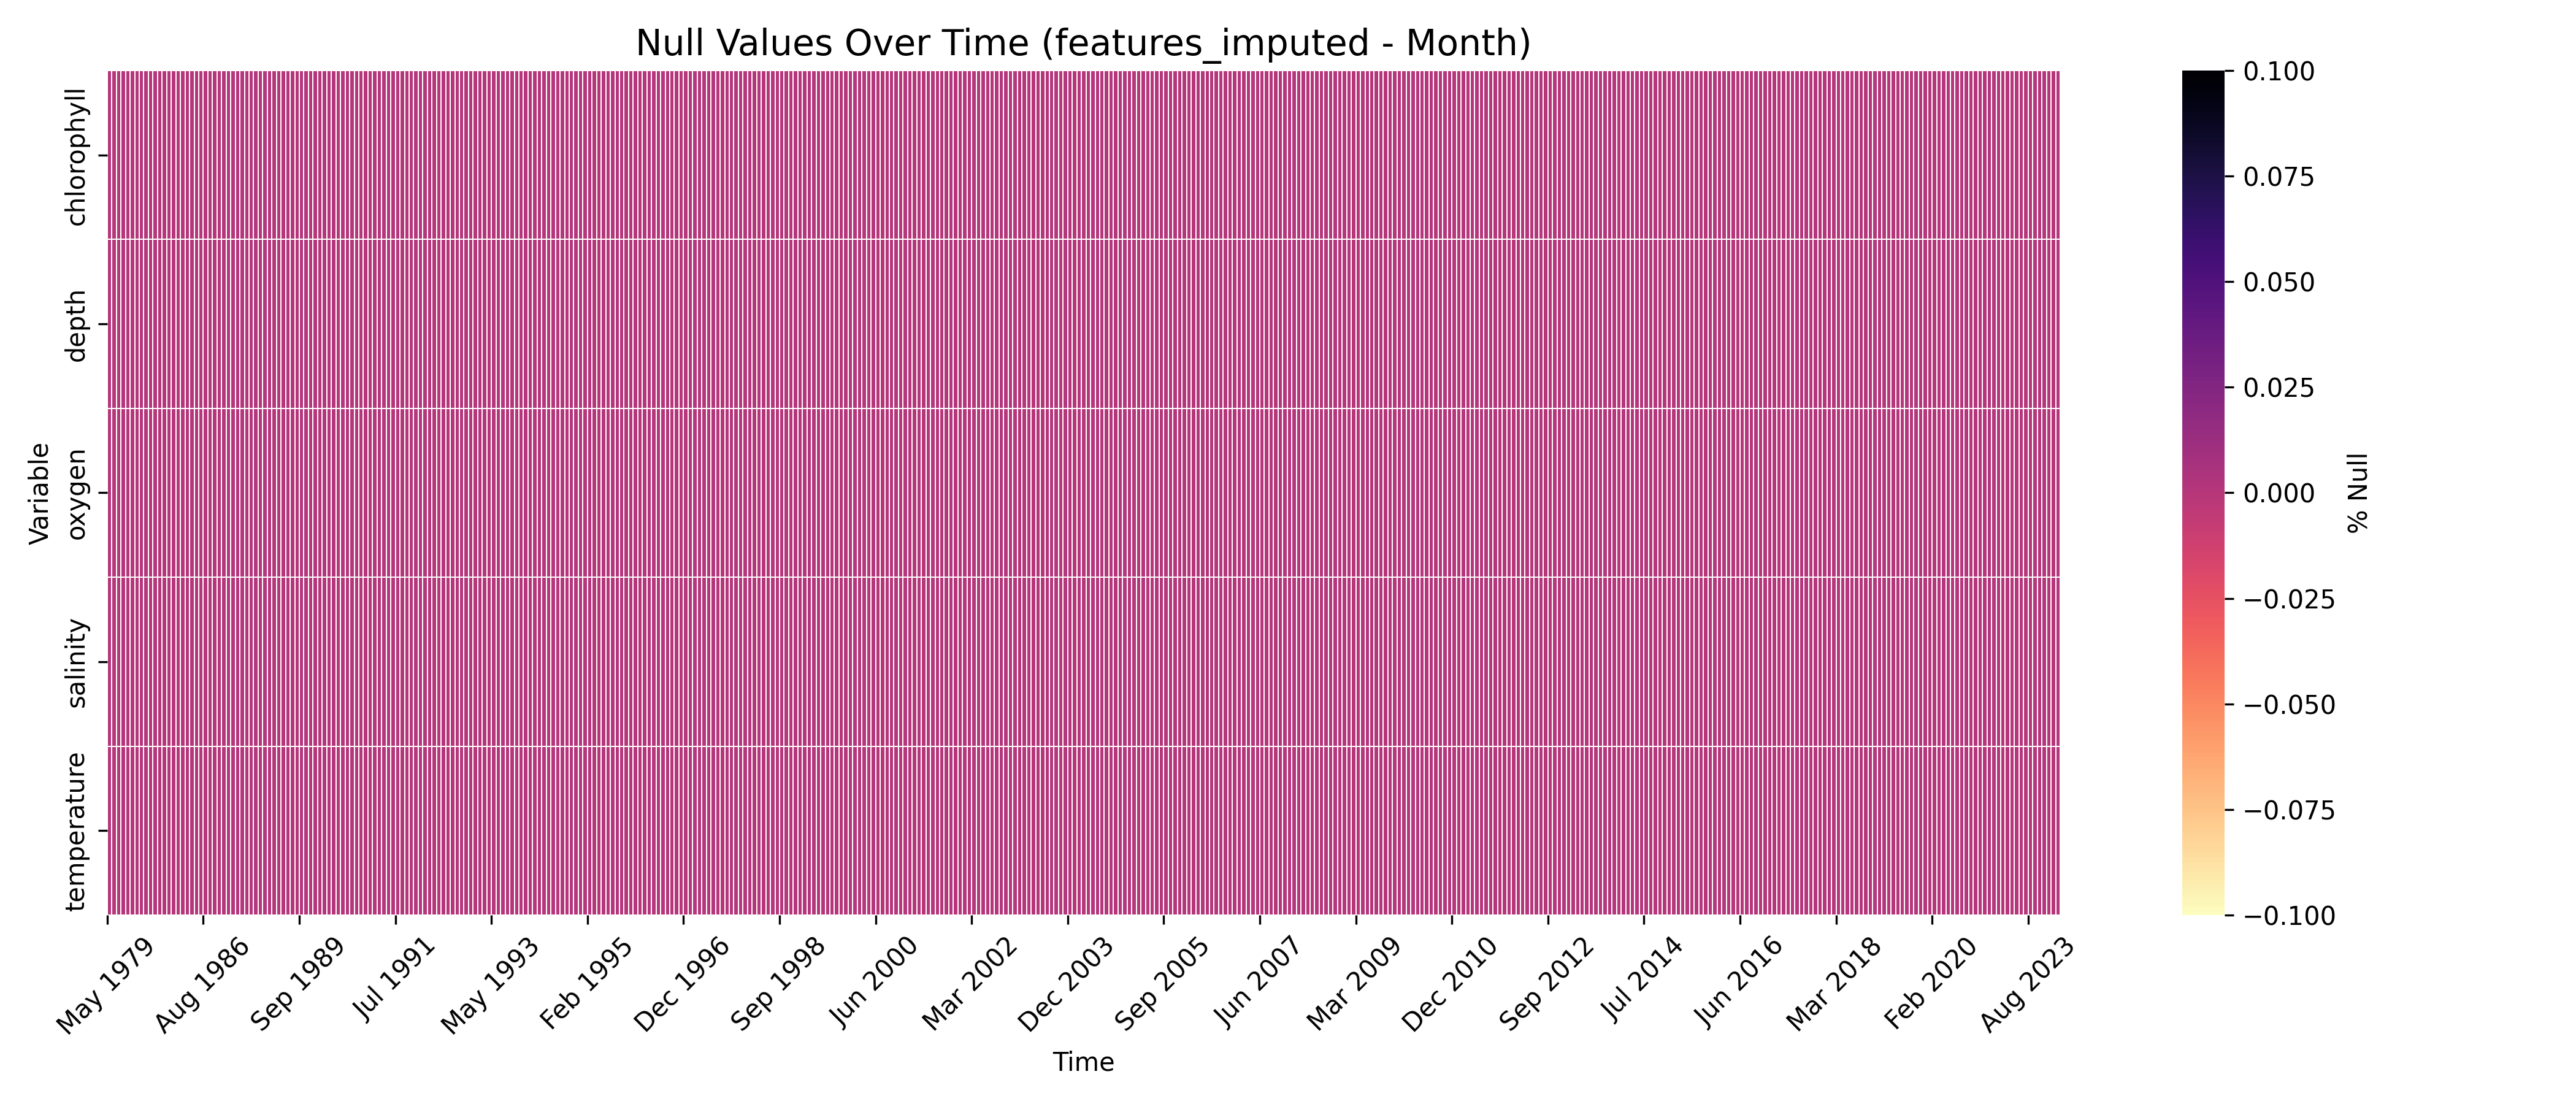 Null Values Over Time (features_imputed - Month)
Variable
chlorophyll
depth
oxygen
salinity
temperature
May 1979
Aug 1986
Sep 1989
Jul 1991
May 1993
Feb 1995
Dec 1996
Sep 1998
Jun 2000
Mar 2002
Dec 2003
Sep 2005
Jun 2007
Mar 2009
Dec 2010
Sep 2012
Jul 2014
Jun 2016
Mar 2018
Feb 2020
Aug 2023
Time
0.100
0.075
0.050
0.025
0.000
−0.025
−0.050
−0.075
−0.100
% Null